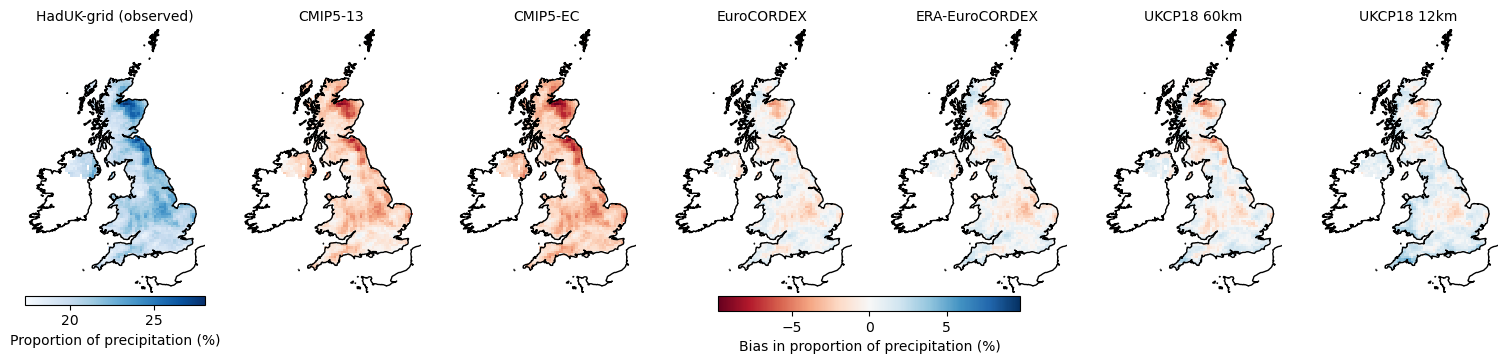 HadUK-grid (observed)
CMIP5-13
CMIP5-EC
EuroCORDEX
ERA-EuroCORDEX
UKCP18 60km
UKCP18 12km
20 25
Proportion of precipitation (%)
−5 0 5
Bias in proportion of precipitation (%)